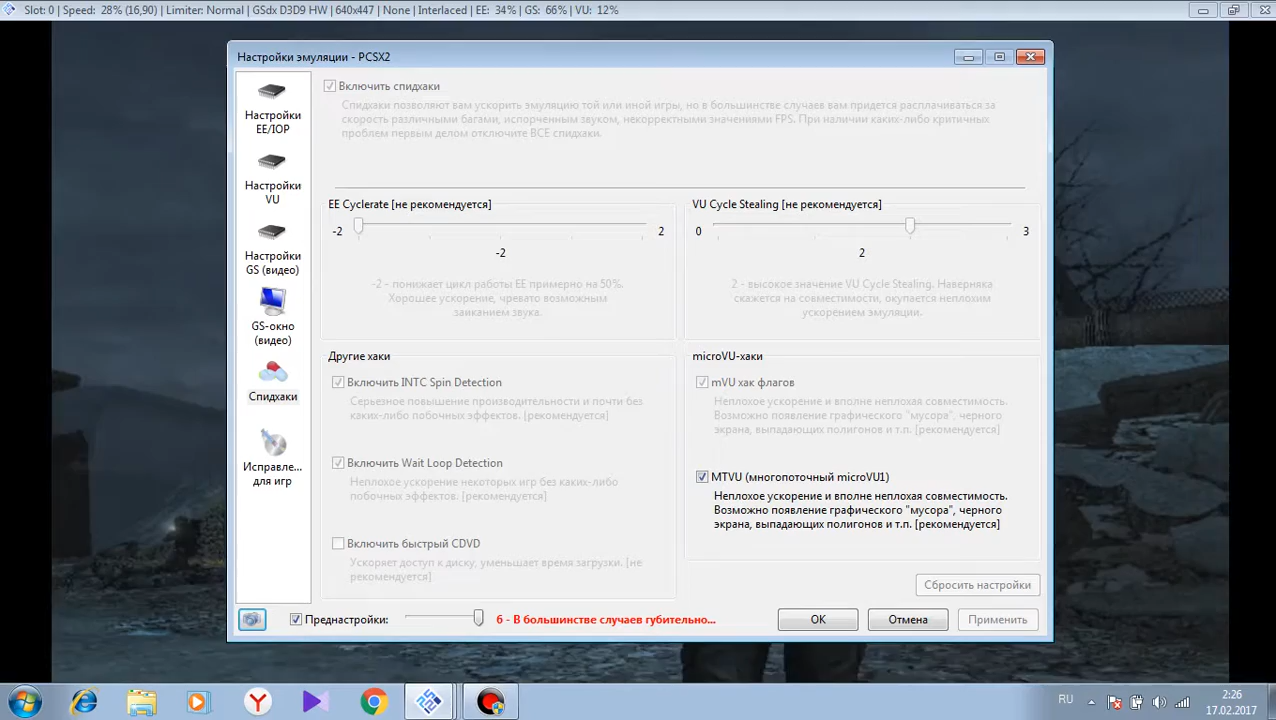 Slot: 0 | Speed: 28% (16,90) | Limiter: Normal | GSdx D3D9 HW | 640x447 | None | Interlaced | EE: 34% | GS: 66% | VU: 12%
Настройки эмуляции - PCSX2
Настройки
EE/IOP
Настройки
VU
Настройки
GS (видео)
GS-окно
(видео)
Спидхаки
Исправле...
для игр
Включить спидхаки
Спидхаки позволяют вам ускорить эмуляцию той или иной игры, но в большинстве случаев вам придется расплачиваться за
скорость различными багами, испорченным звуком, некорректными значениями FPS. При наличии каких-либо критичных
проблем первым делом отключите ВСЕ спидхаки.
EE Cyclerate [не рекомендуется]
-2
2
-2
-2 - понижает цикл работы EE примерно на 50%.
Хорошее ускорение, чревато возможным
заиканием звука.
VU Cycle Stealing [не рекомендуется]
0
3
2
2 - высокое значение VU Cycle Stealing. Наверняка
скажется на совместимости, окупается неплохим
ускорением эмуляции.
Другие хаки
Включить INTC Spin Detection
Серьезное повышение производительности и почти без
каких-либо побочных эффектов. [рекомендуется]
Включить Wait Loop Detection
Неплохое ускорение некоторых игр без каких-либо
побочных эффектов. [рекомендуется]
Включить быстрый CDVD
Ускоряет доступ к диску, уменьшает время загрузки. [не
рекомендуется]
microVU-хаки
mVU хак флагов
Неплохое ускорение и вполне неплохая совместимость.
Возможно появление графического "мусора", черного
экрана, выпадающих полигонов и т.п. [рекомендуется]
MTVU (многопоточный microVU1)
Неплохое ускорение и вполне неплохая совместимость.
Возможно появление графического "мусора", черного
экрана, выпадающих полигонов и т.п. [рекомендуется]
Сбросить настройки
Преднастройки:
6 - В большинстве случаев губительно...
OK
Отмена
Применить
RU
2:26
17.02.2017